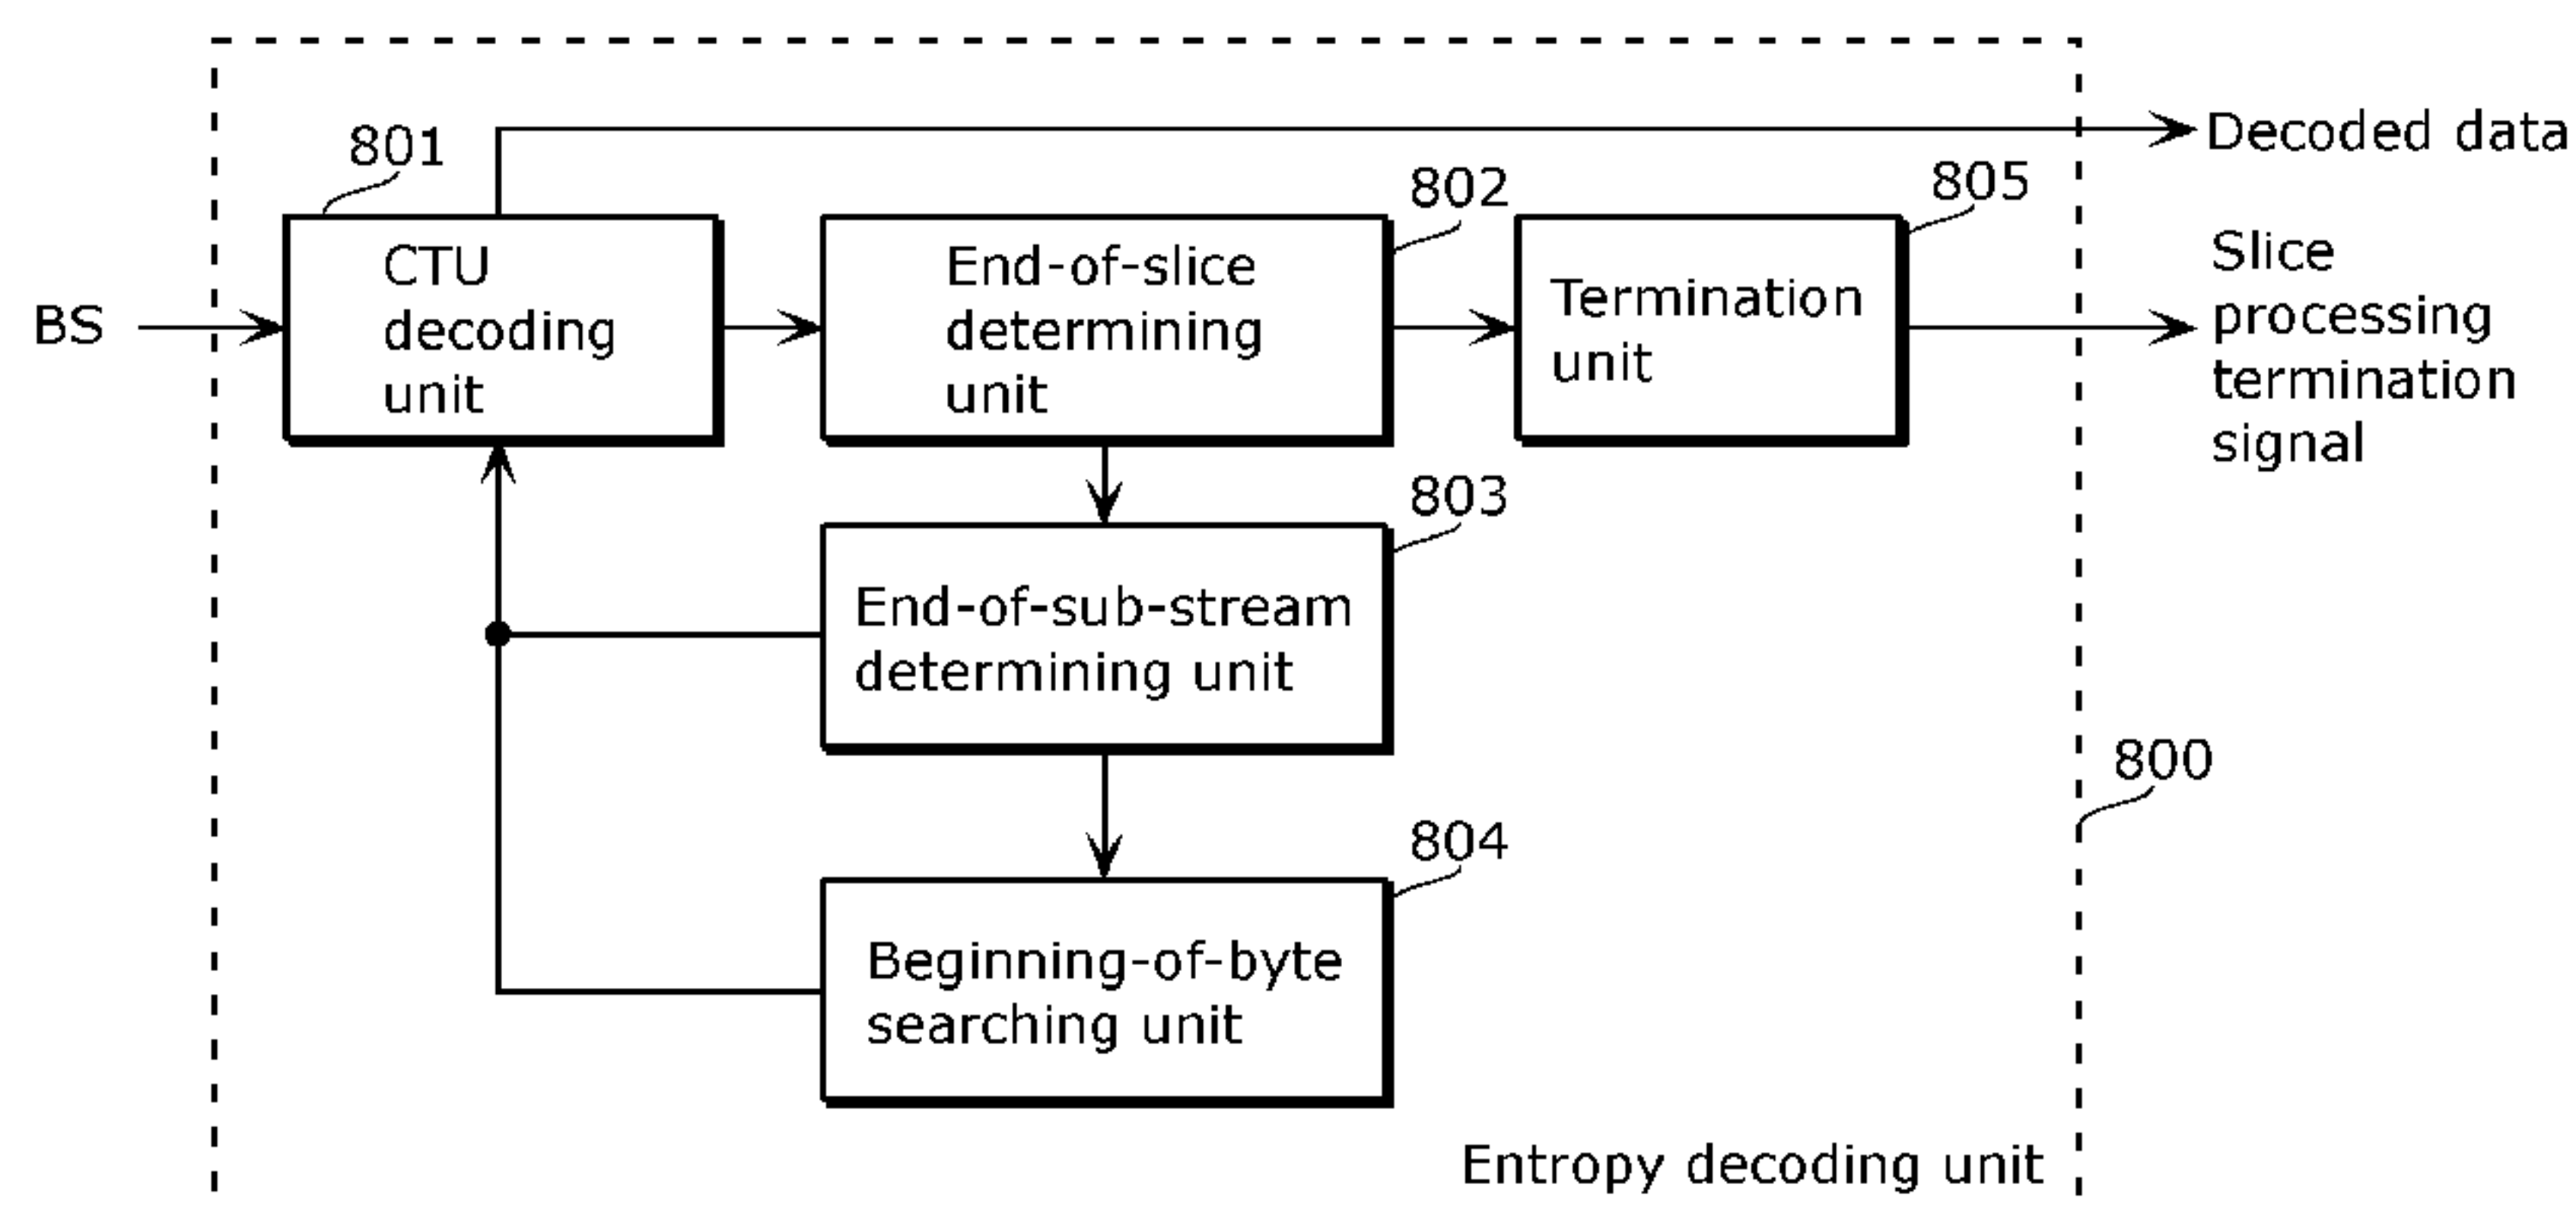 Decoded data
801
802
805
CTU
decoding
unit
End-of-slice
determining
unit
Termination
unit
Slice
processing
termination
signal
BS
803
End-of-sub-stream
determining unit
800
804
Beginning-of-byte
searching unit
Entropy decoding unit